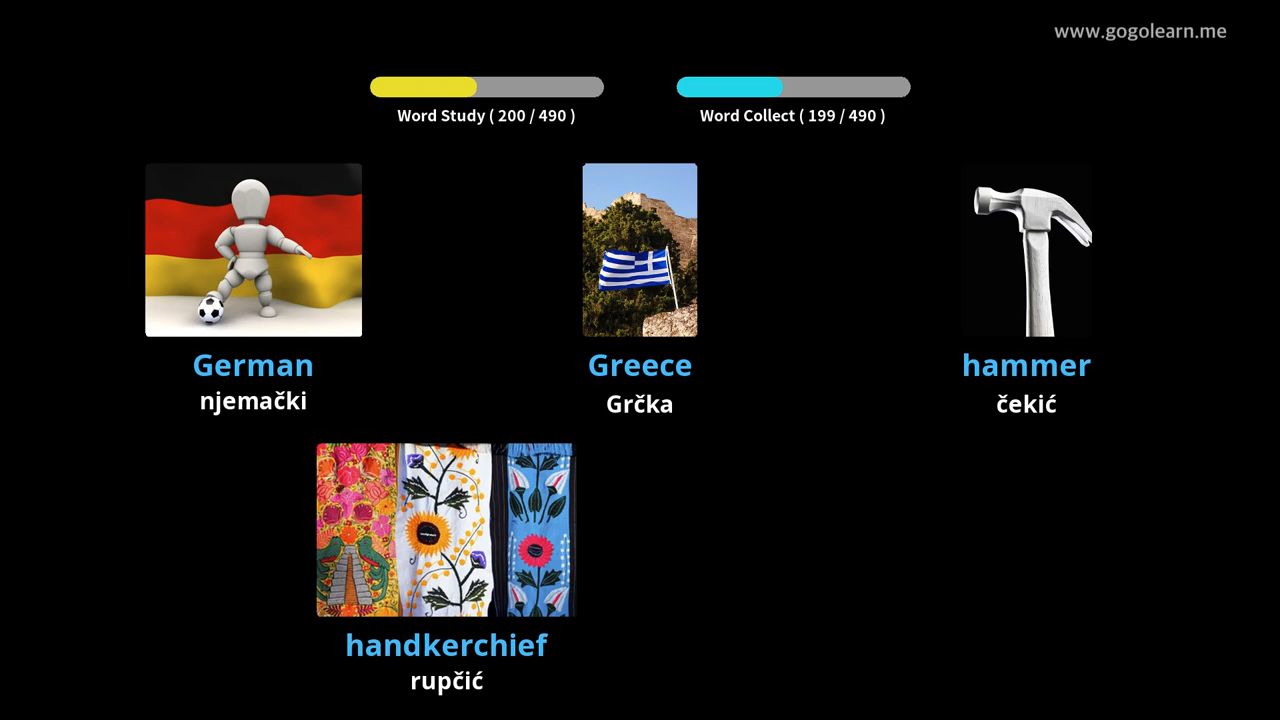 www.gogolearn.me
Word Study ( 200 / 490 )
Word Collect ( 199 / 490 )
German
njemački
Greece
Grčka
hammer
čekić
handkerchief
rupčić